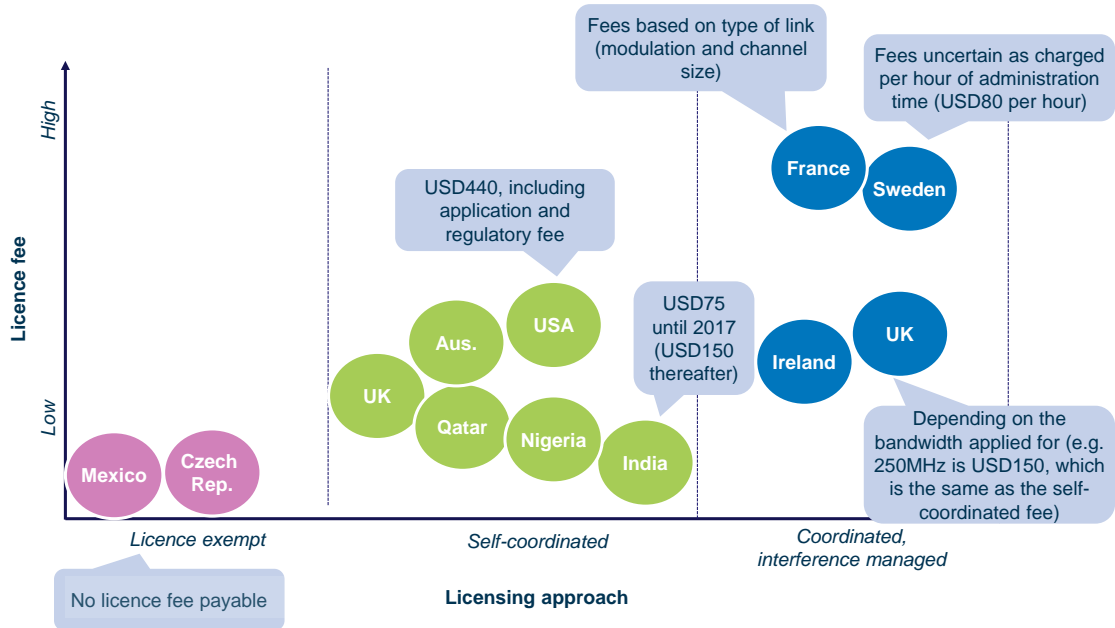 Fees based on type of link
(modulation and channel
size)
Fees uncertain as charged
per hour of administration
time (USD80 per hour)
High
France
Sweden
USD440, including
application and
regulatory fee
Licence fee
USD75
until 2017
(USD150
thereafter)
USA
Aus.
UK
Ireland
UK
Low
Qatar
Nigeria
India
Depending on the
bandwidth applied for (e.g.
250MHz is USD150, which
is the same as the self-
coordinated fee)
Mexico
Czech
Rep.
Licence exempt
Self-coordinated
Coordinated,
interference managed
No licence fee payable
Licensing approach